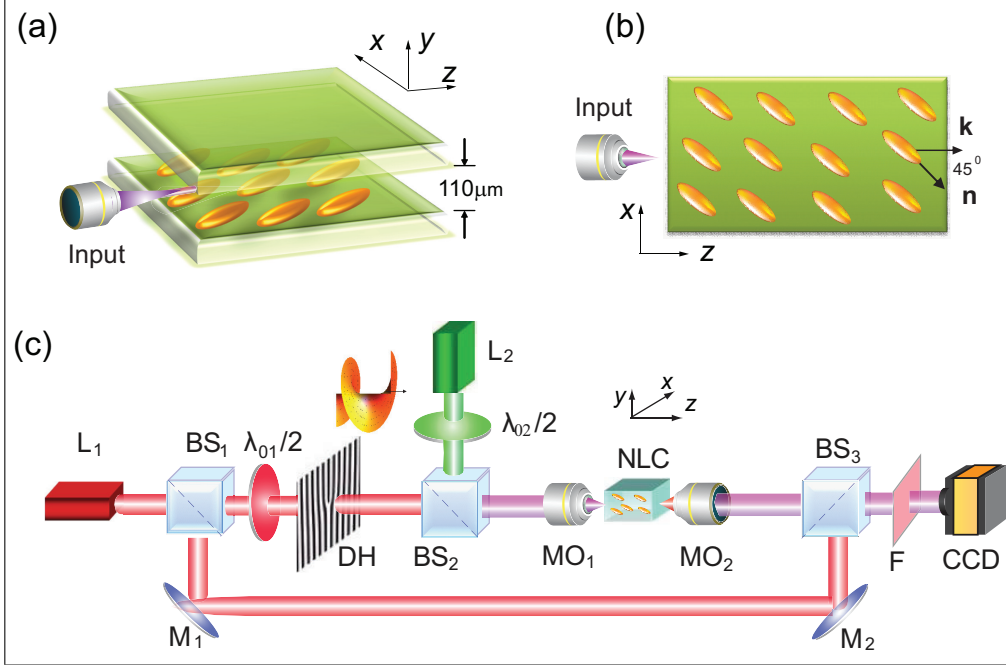 (a)
x
y
z
110μm
Input
(b)
Input
k
45⁰
n
x
z
(c)
L₁
BS₁
λ₀₁/2
DH
L₂
λ₀₂/2
BS₂
MO₁
y
x
z
NLC
MO₂
BS₃
F
CCD
M₁
M₂